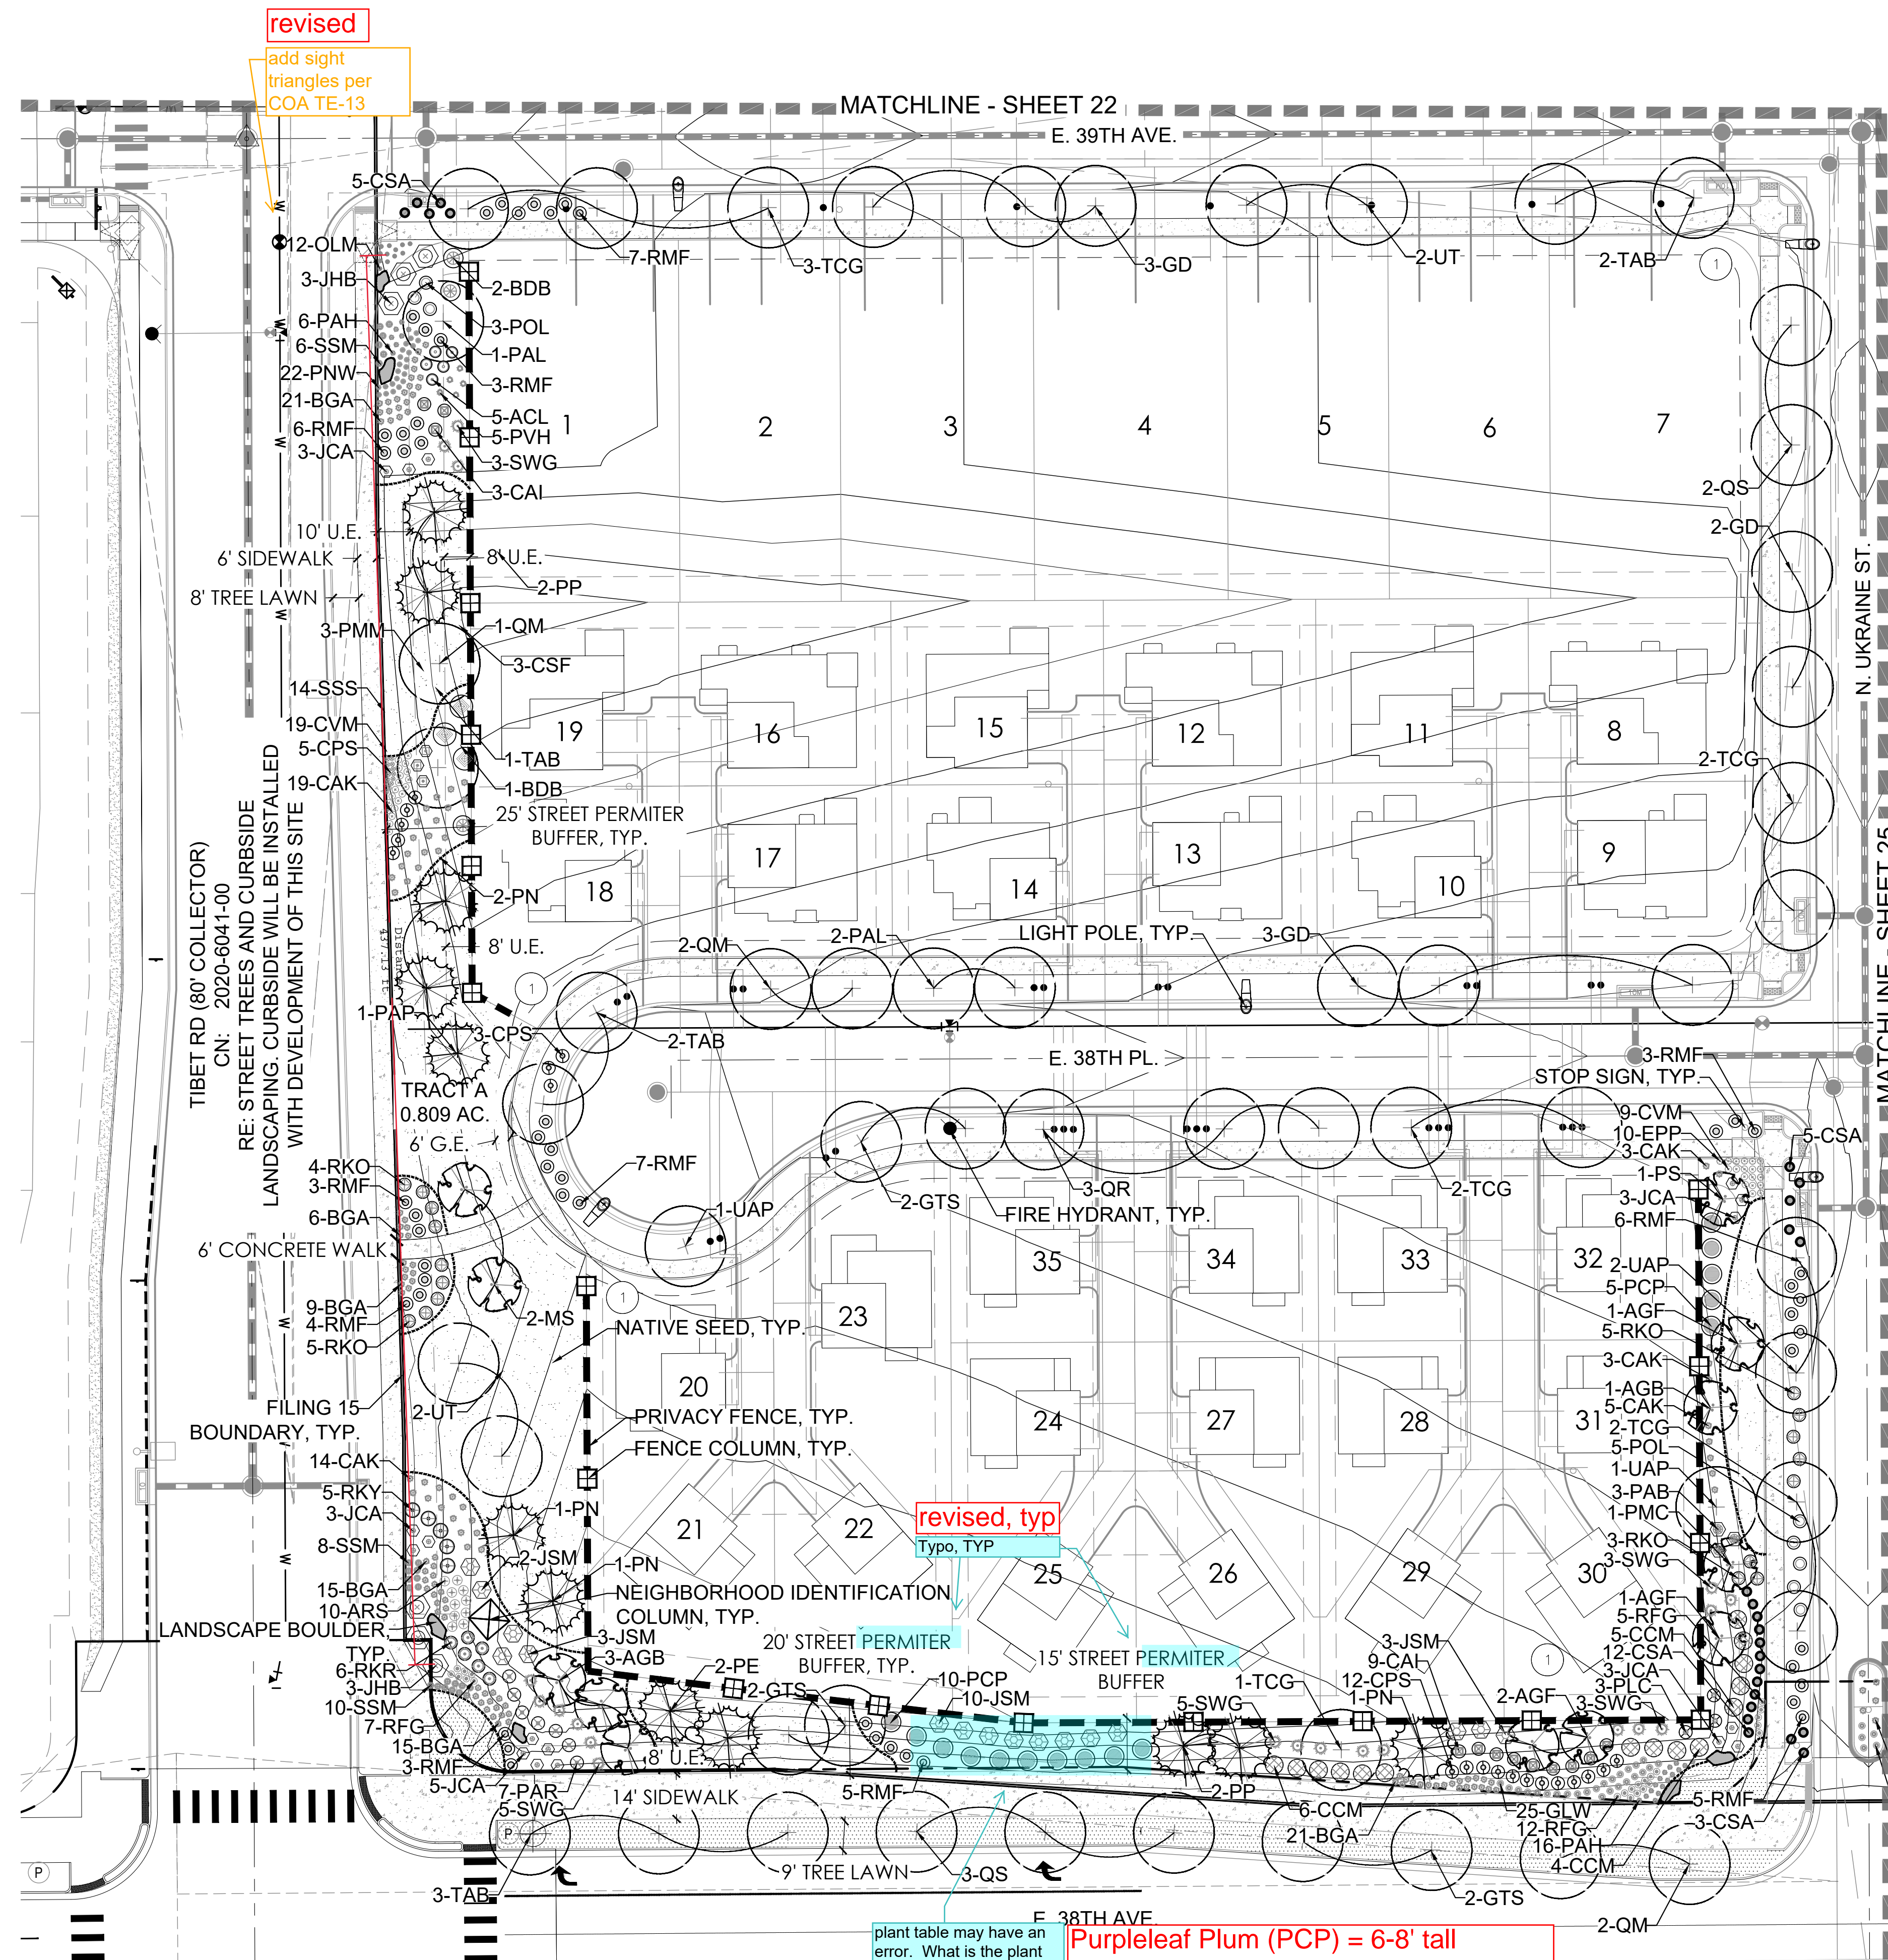 revised
add sight
triangles per
COA TE-13
MATCHLINE - SHEET 22
E. 39TH AVE.
5-CSA
12-OLM
3-JHB
6-PAH
6-SSM
22-PNW
21-BGA
6-RMF
3-JCA
7-RMF
3-TCG
3-GD
2-UT
2-TAB
1
2-BDB
3-POL
1-PAL
3-RMF
5-ACL
5-PVH
3-SWG
3-CAI
1
2
3
4
5
6
7
2-QS
2-GD
N. UKRAINE ST.
10' U.E.
6' SIDEWALK
8' U.E.
8' TREE LAWN
2-PP
3-PMM
1-QM
3-CSF
14-SSS
19-CVM
5-CPS
19-CAK
1-TAB
1-BDB
19
16
15
12
11
8
2-TCG
25' STREET PERMITER
BUFFER, TYP.
18
17
14
13
10
9
MATCHLINE - SHEET 25
TIBET RD (80' COLLECTOR)
CN: 2020-6041-00
RE: STREET TREES AND CURBSIDE
LANDSCAPING. CURBSIDE WILL BE INSTALLED
WITH DEVELOPMENT OF THIS SITE
2-PN
8' U.E.
2-QM
2-PAL
LIGHT POLE, TYP.
3-GD
1
1-PAP
3-CPS
2-TAB
E. 38TH PL.
3-RMF
STOP SIGN, TYP.
TRACT A
0.809 AC.
6' G.E.
9-CVM
10-EPP
3-CAK
5-CSA
1-PS
3-JCA
6-RMF
4-RKO
3-RMF
6-BGA
6' CONCRETE WALK
7-RMF
1-UAP
2-GTS
3-QR
FIRE HYDRANT, TYP.
2-TCG
35
34
33
32
2-UAP
5-PCP
1-AGF
5-RKO
3-CAK
9-BGA
4-RMF
5-RKO
2-MS
1
NATIVE SEED, TYP.
23
20
24
27
28
31
1-AGB
5-CAK
2-TCG
5-POL
1-UAP
3-PAB
1-PMC
3-RKO
3-SWG
FILING 15
BOUNDARY, TYP.
2-UT
PRIVACY FENCE, TYP.
FENCE COLUMN, TYP.
14-CAK
5-RKY
3-JCA
8-SSM
15-BGA
10-ARS
LANDSCAPE BOULDER,
TYP.
1-PN
2-JSM
1-PN
21
22
revised, typ
Typo, TYP
25
26
29
30
NEIGHBORHOOD IDENTIFICATION
COLUMN, TYP.
3-JSM
3-AGB
20' STREET PERMITER
BUFFER, TYP.
15' STREET PERMITER
BUFFER
1-AGF
5-RFG
5-CCM
12-CSA
3-JCA
3-PLC
3-SWG
6-RKR
3-JHB
10-SSM
7-RFG
15-BGA
3-RMF
5-JCA
7-PAR
5-SWG
2-PE
2-GTS
10-PCP
10-JSM
5-SWG
1-TCG
3-JSM
9-CAI
12-CPS
1-PN
2-AGF
1
8' U.E.
14' SIDEWALK
5-RMF
2-PP
6-CCM
21-BGA
25-GLW
12-RFG
16-PAH
4-CCM
5-RMF
3-CSA
P
P
9' TREE LAWN
3-QS
3-TAB
2-GTS
2-QM
E. 38TH AVE.
plant table may have an
error. What is the plant
Purpleleaf Plum (PCP) = 6-8' tall